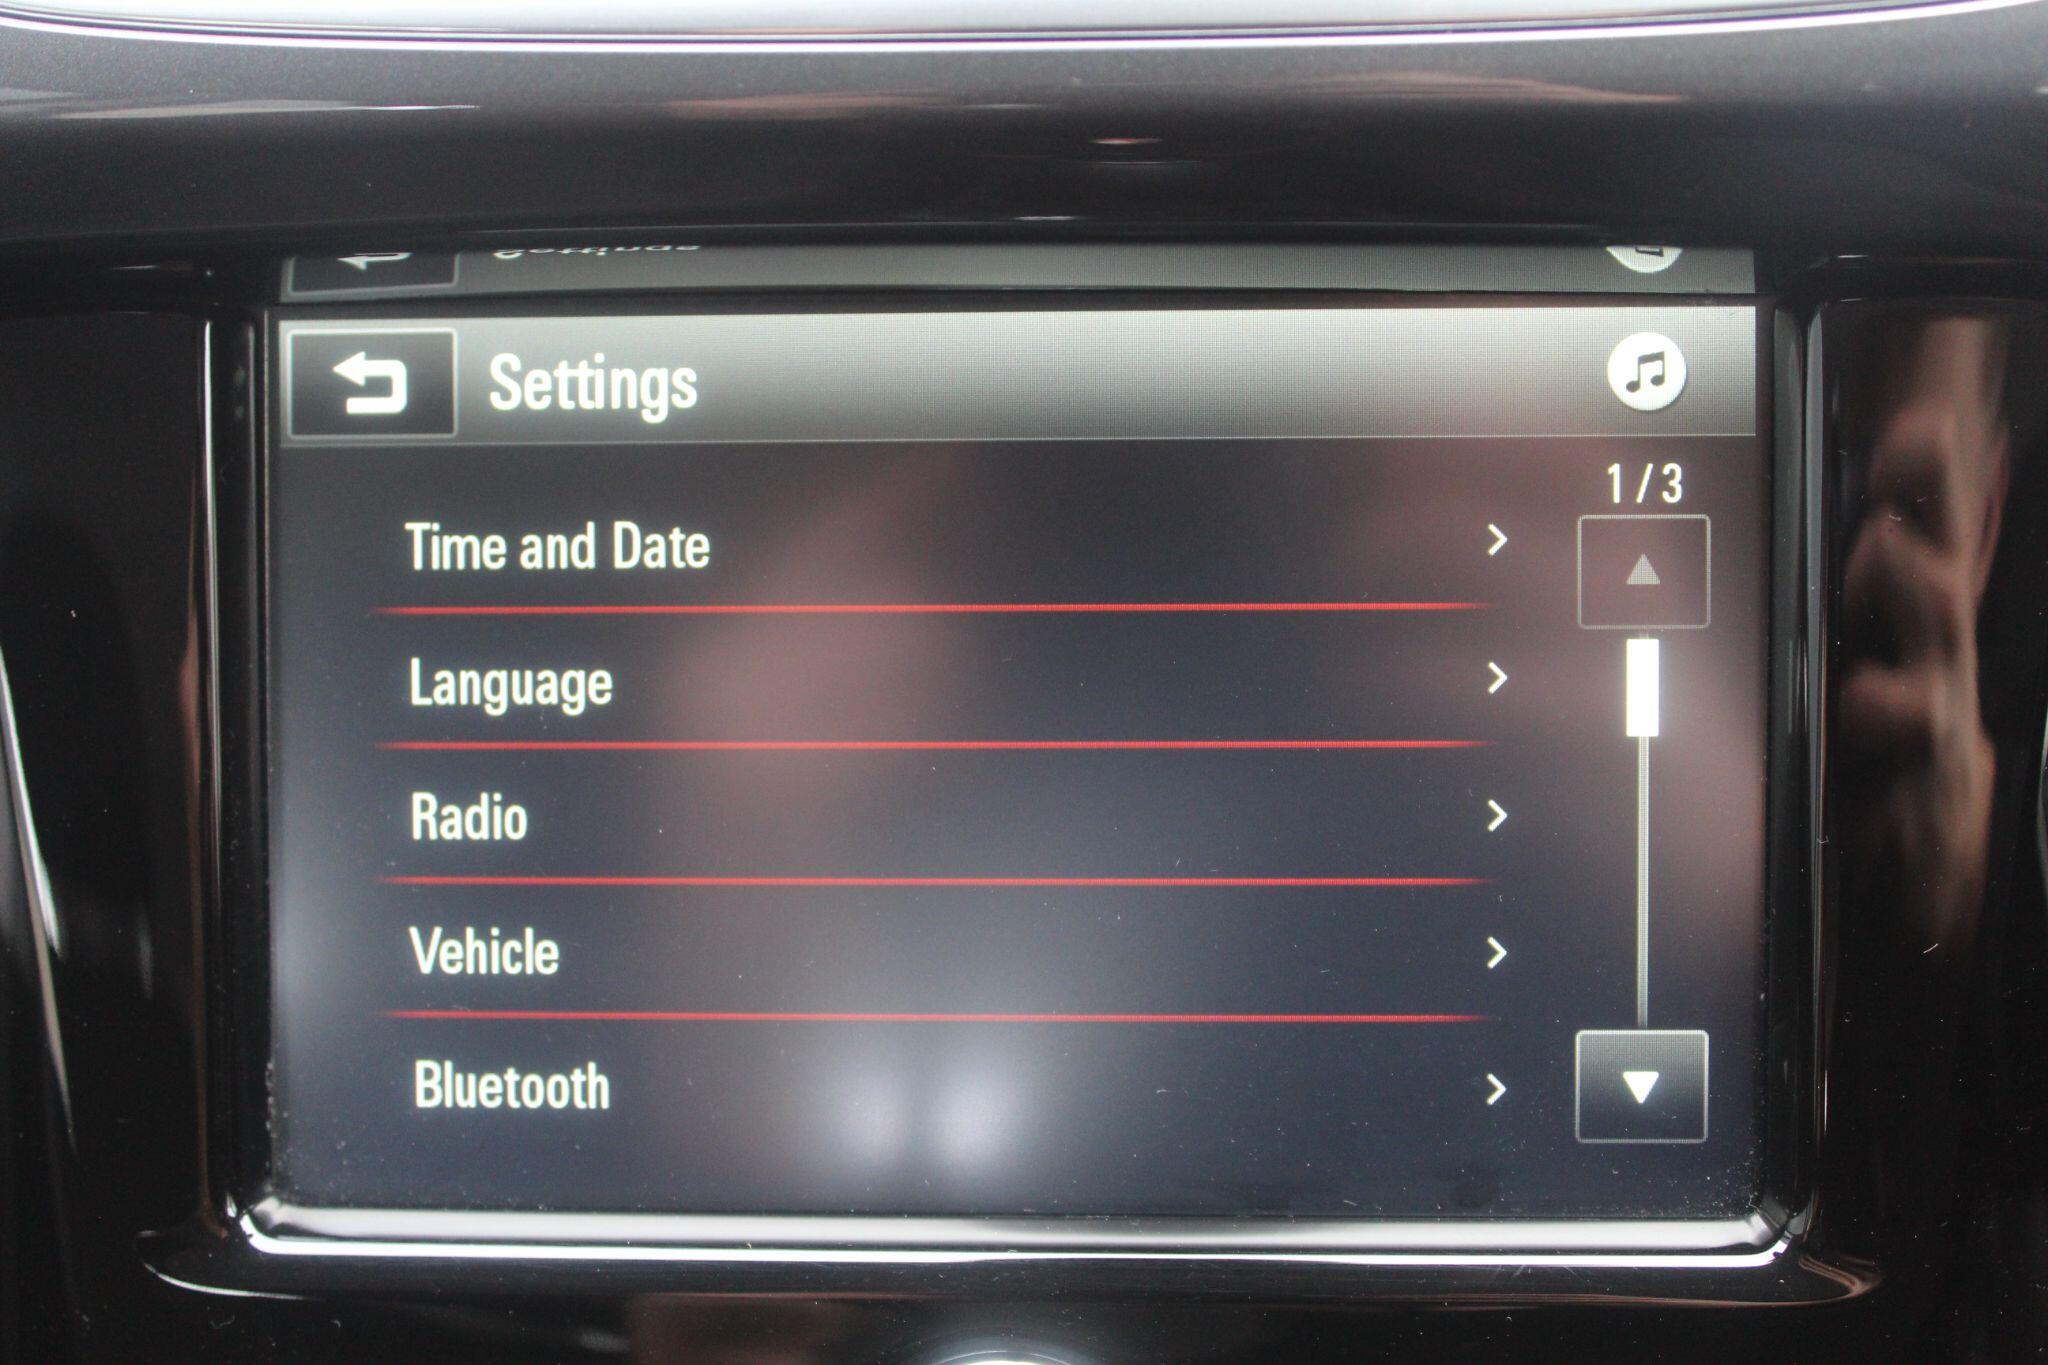 Settings
1/3
Time and Date
Language
Radio
Vehicle
Bluetooth